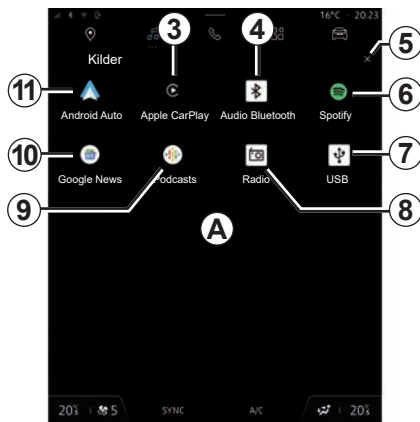 16°C · 20:23
3
4
5
Kilder
×
11
6
Android Auto Apple CarPlay Audio Bluetooth Spotify
10
7
Google News Podcasts Radio USB
9
A
8
5 SYNC A/C